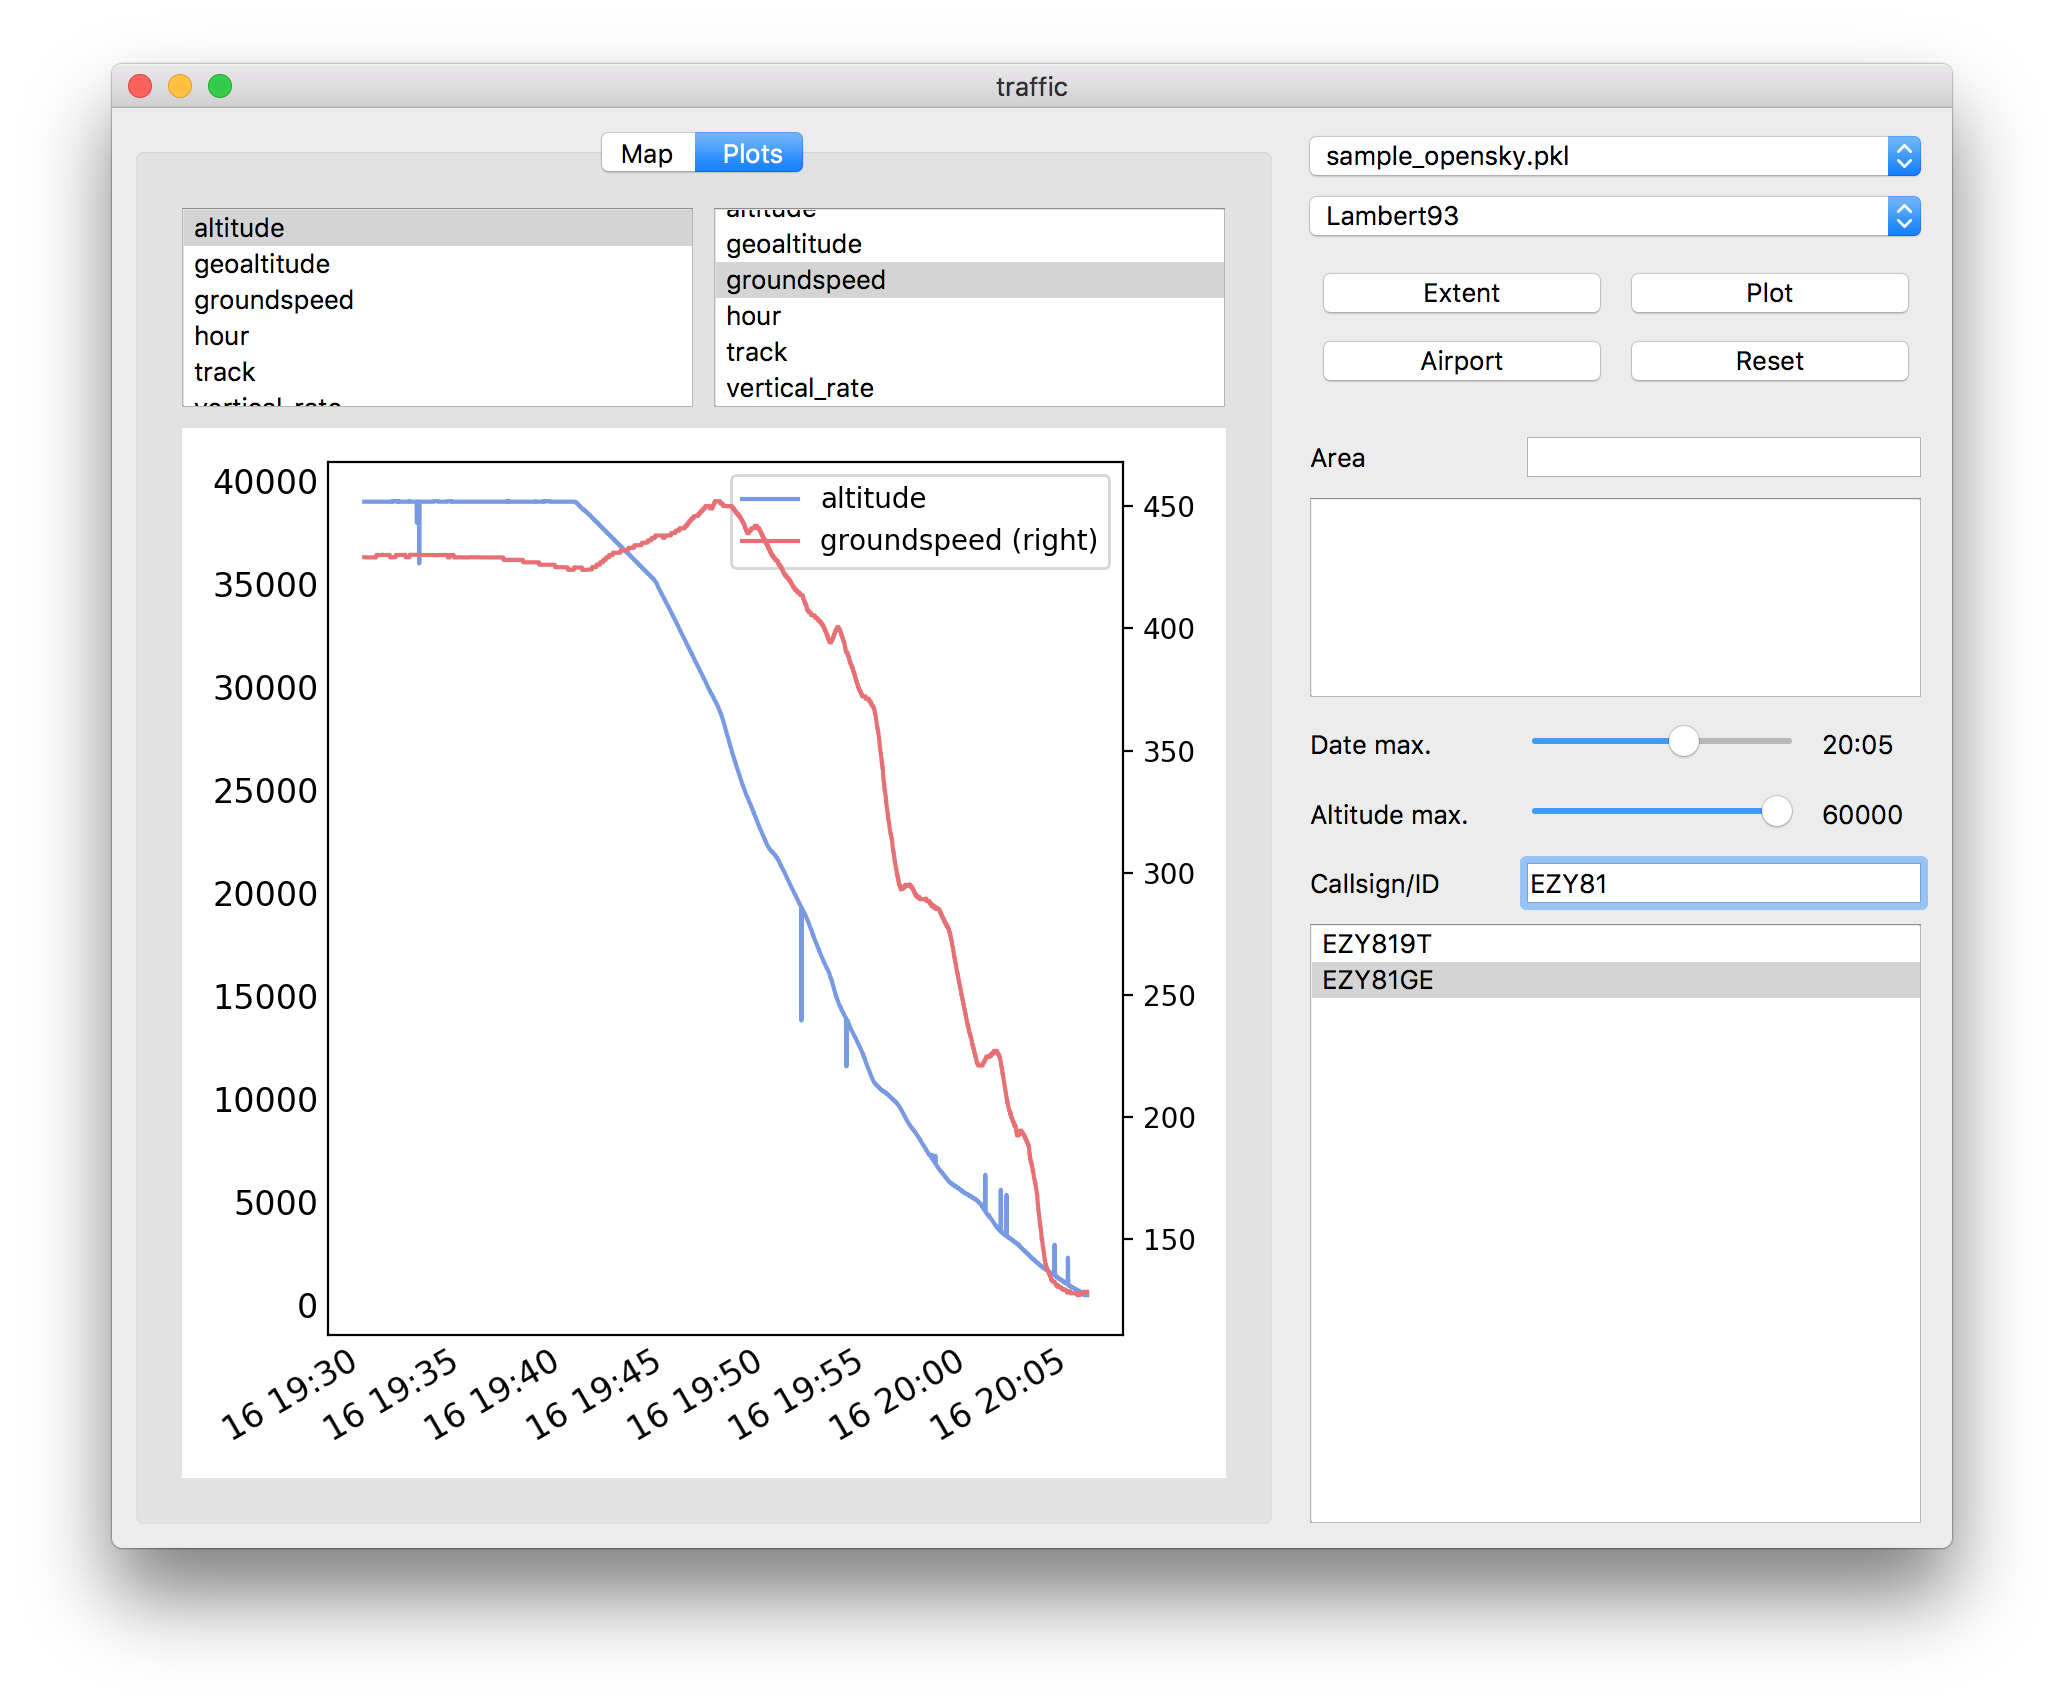 traffic
Map Plots
altitude
geoaltitude
groundspeed
hour
track
vertical_rate
altitude
geoaltitude
groundspeed
hour
track
vertical_rate
40000
35000
30000
25000
20000
15000
10000
5000
0
altitude
groundspeed (right)
450
400
350
300
250
200
150
16 19:30
16 19:35
16 19:40
16 19:45
16 19:50
16 19:55
16 20:00
16 20:05
sample_opensky.pkl
Lambert93
Extent Plot
Airport Reset
Area
Date max. 20:05
Altitude max. 60000
Callsign/ID EZY81
EZY819T
EZY81GE